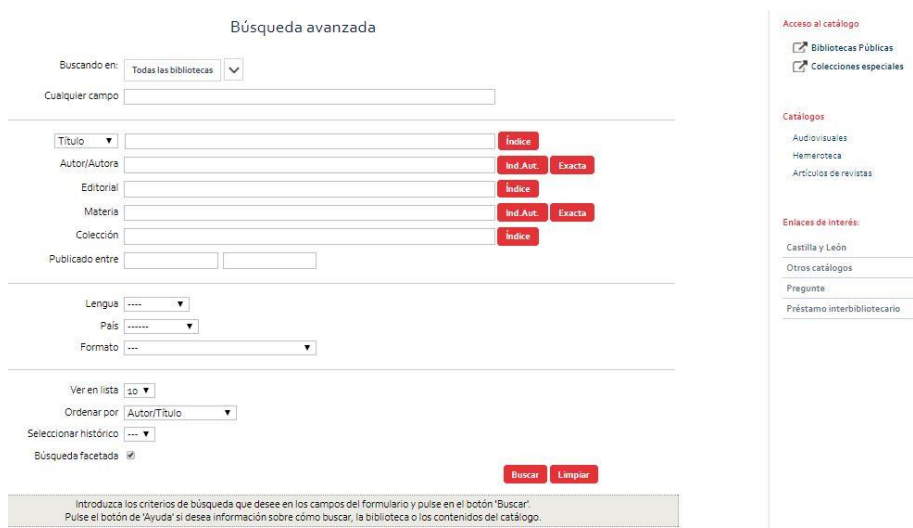 Búsqueda avanzada
Buscando en: Todas las bibliotecas
Cualquier campo
Título Índice
Autor/Autora Ind.Aut. Exacta
Editorial Índice
Materia Ind.Aut. Exacta
Colección Índice
Publicado entre
Lengua ----
País ------
Formato ---
Ver en lista 10
Ordenar por Autor/Título
Seleccionar histórico ---
Búsqueda facetada
Buscar Limpiar
Introduzca los criterios de búsqueda que desee en los campos del formulario y pulse en el botón 'Buscar'.
Pulse el botón de 'Ayuda' si desea información sobre cómo buscar, la biblioteca o los contenidos del catálogo.
Acceso al catálogo
Bibliotecas Públicas
Colecciones especiales
Catálogos
Audiovisuales
Hemeroteca
Artículos de revistas
Enlaces de interés:
Castilla y León
Otros catálogos
Pregunte
Préstamo interbibliotecario